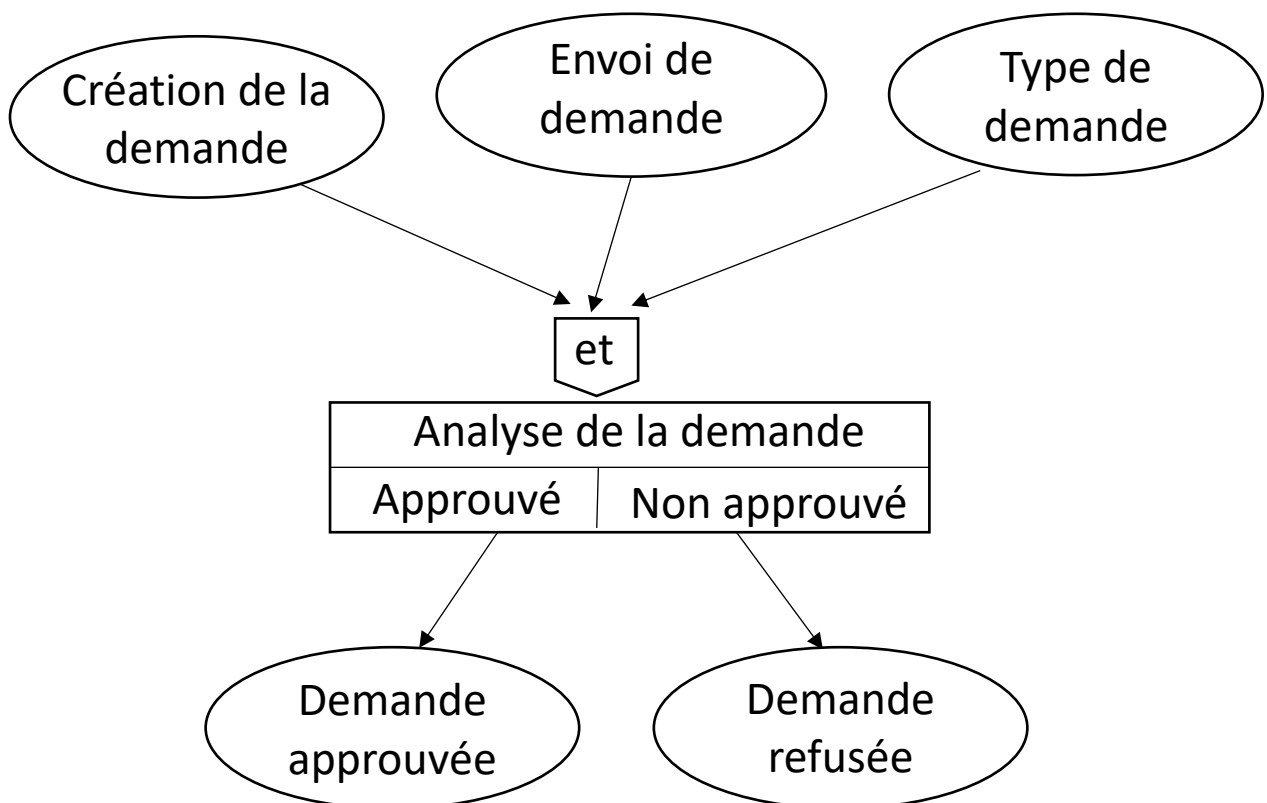 Création de la
demande
Envoi de
demande
Type de
demande
et
Analyse de la demande
Approuvé
Non approuvé
Demande
approuvée
Demande
refusée